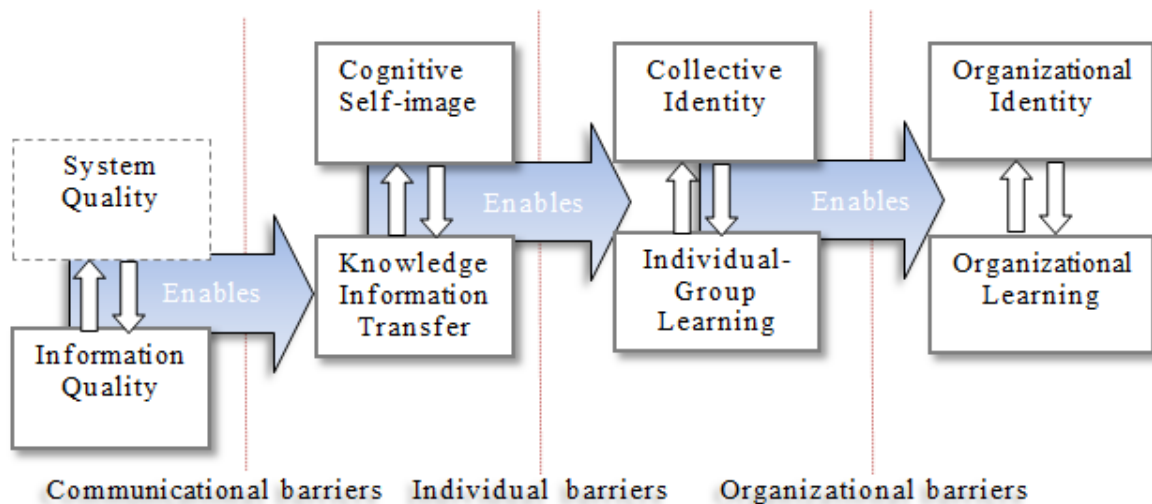 System
Quality
Information
Quality
Enables
Cognitive
Self-image
Knowledge
Information
Transfer
Enables
Collective
Identity
Individual-
Group
Learning
Enables
Organizational
Identity
Organizational
Learning
Communicational barriers
Individual barriers
Organizational barriers